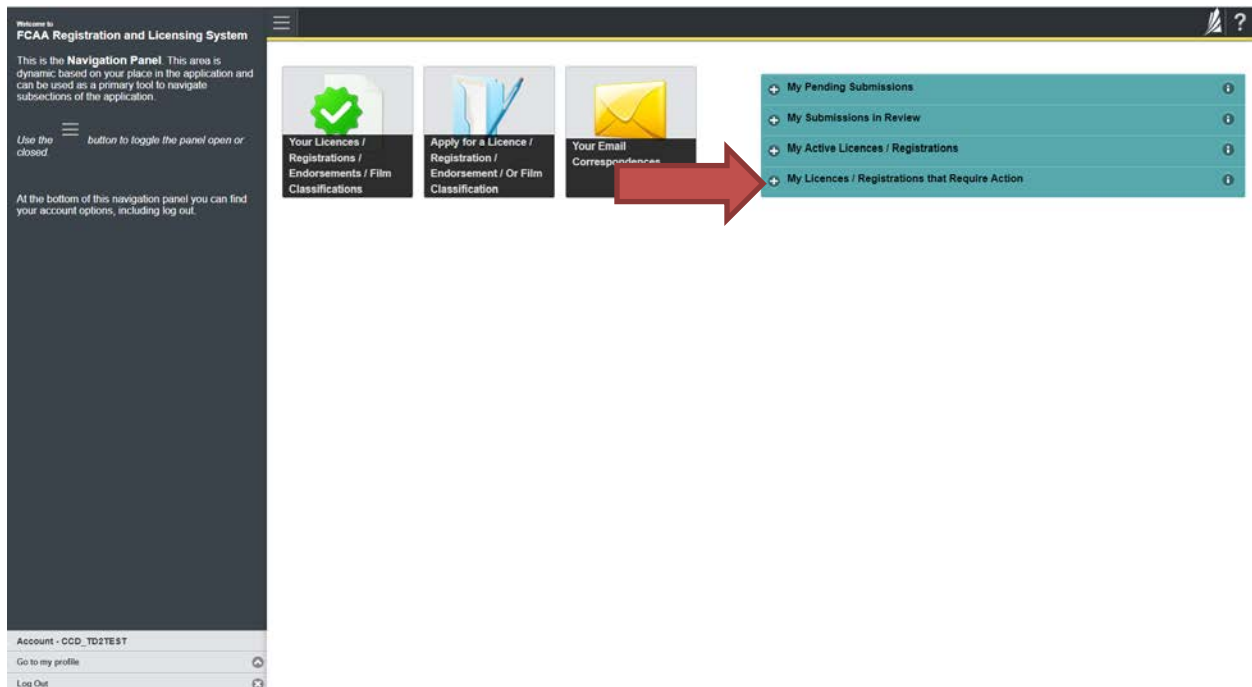 Welcome to
FCAA Registration and Licensing System
This is the Navigation Panel. This area is
dynamic based on your place in the application and
can be used as a primary tool to navigate
subsections of the application.
Use the button to toggle the panel open or
closed.
At the bottom of this navigation panel you can find
your account options, including log out.
Account - CCD_TD2TEST
Go to my profile
Log Out
?
Your Licences /
Registrations /
Endorsements / Film
Classifications
Apply for a Licence /
Registration /
Endorsement / Or Film
Classification
Your Email
Correspondences
My Pending Submissions
My Submissions in Review
My Active Licences / Registrations
My Licences / Registrations that Require Action